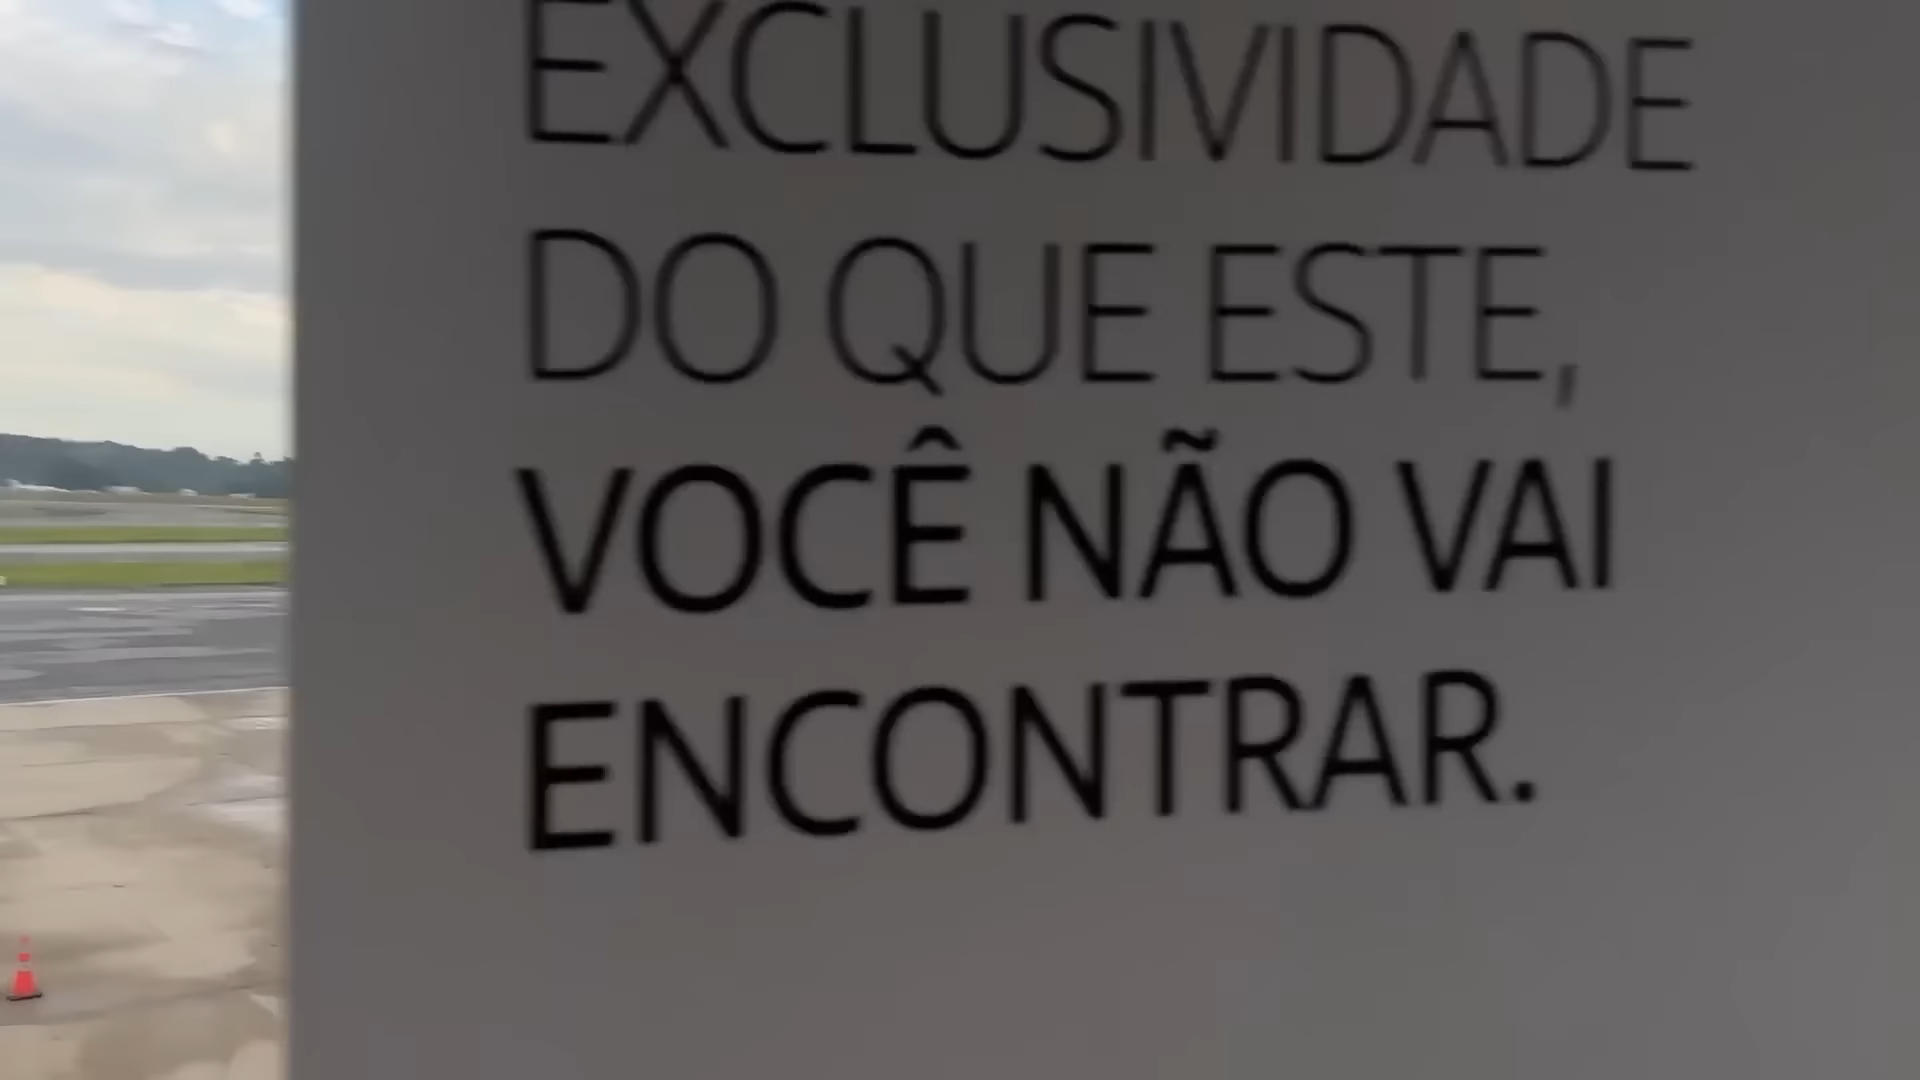 EXCLUSIVIDADE
DO QUE ESTE,
VOCÊ NÃO VAI
ENCONTRAR.